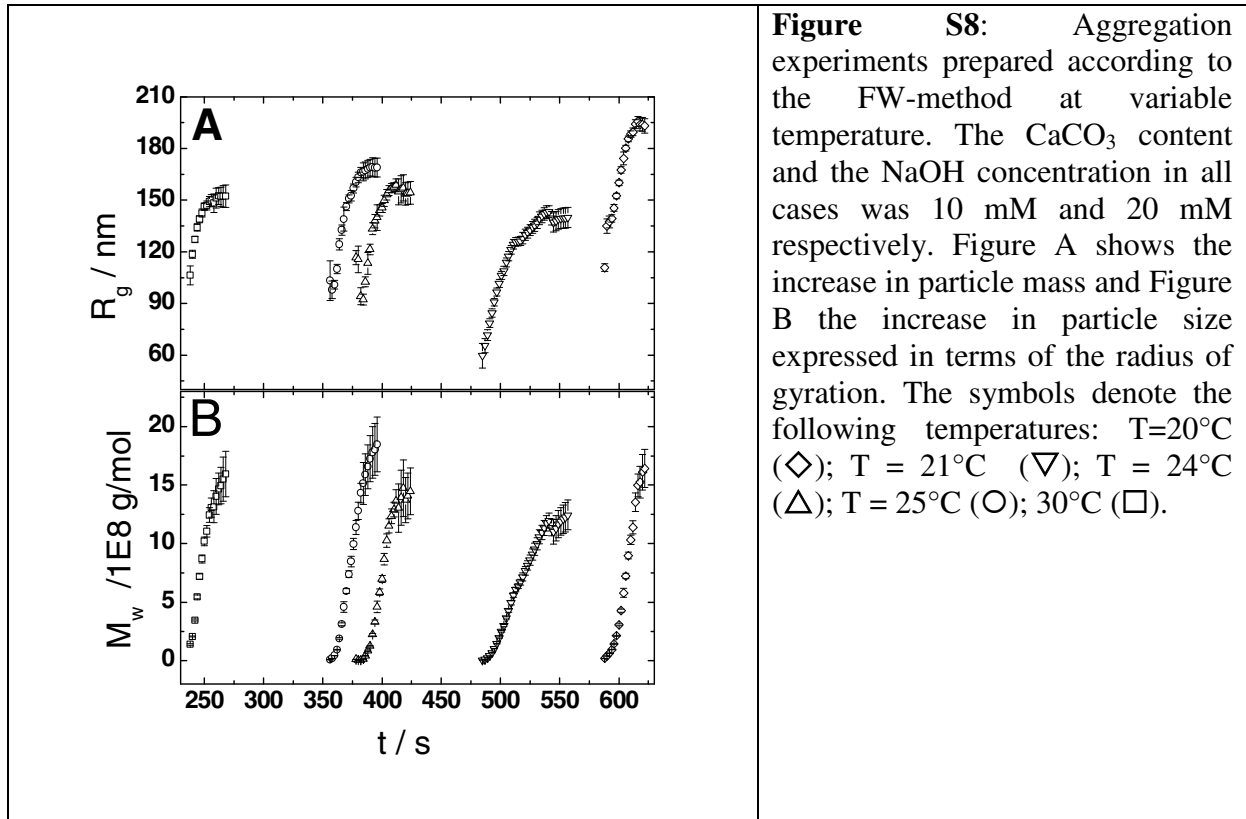 A
210
180
150
120
90
60
R_g / nm
B
20
15
10
5
0
M_w /1E8 g/mol
250 300 350 400 450 500 550 600
t / s
Figure S8: Aggregation
experiments prepared according to
the FW-method at variable
temperature. The CaCO₃ content
and the NaOH concentration in all
cases was 10 mM and 20 mM
respectively. Figure A shows the
increase in particle mass and Figure
B the increase in particle size
expressed in terms of the radius of
gyration. The symbols denote the
following temperatures: T=20°C
(◇); T = 21°C (▽); T = 24°C
(△); T = 25°C (○); 30°C (□).